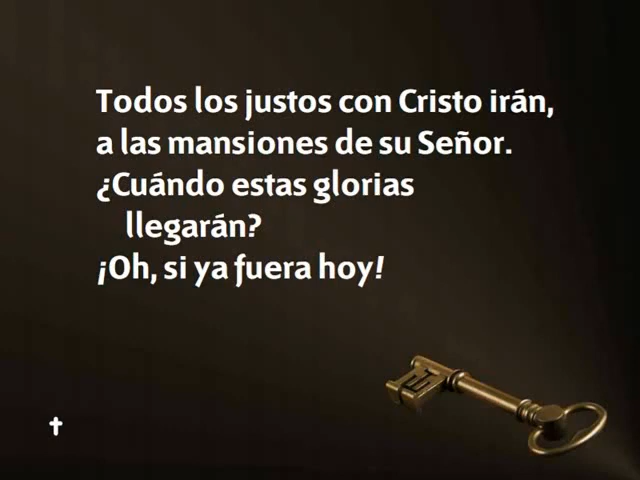 Todos los justos con Cristo irán,
a las mansiones de su Señor.
¿Cuándo estas glorias
llegarán?
¡Oh, si ya fuera hoy!